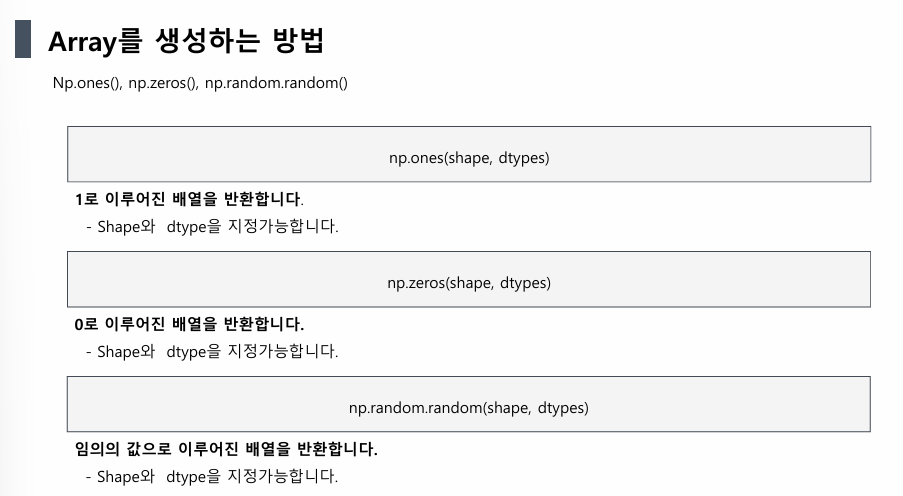 Array를 생성하는 방법
Np.ones(), np.zeros(), np.random.random()
np.ones(shape, dtypes)
1로 이루어진 배열을 반환합니다.
- Shape와 dtype을 지정가능합니다.
np.zeros(shape, dtypes)
0로 이루어진 배열을 반환합니다.
- Shape와 dtype을 지정가능합니다.
np.random.random(shape, dtypes)
임의의 값으로 이루어진 배열을 반환합니다.
- Shape와 dtype을 지정가능합니다.